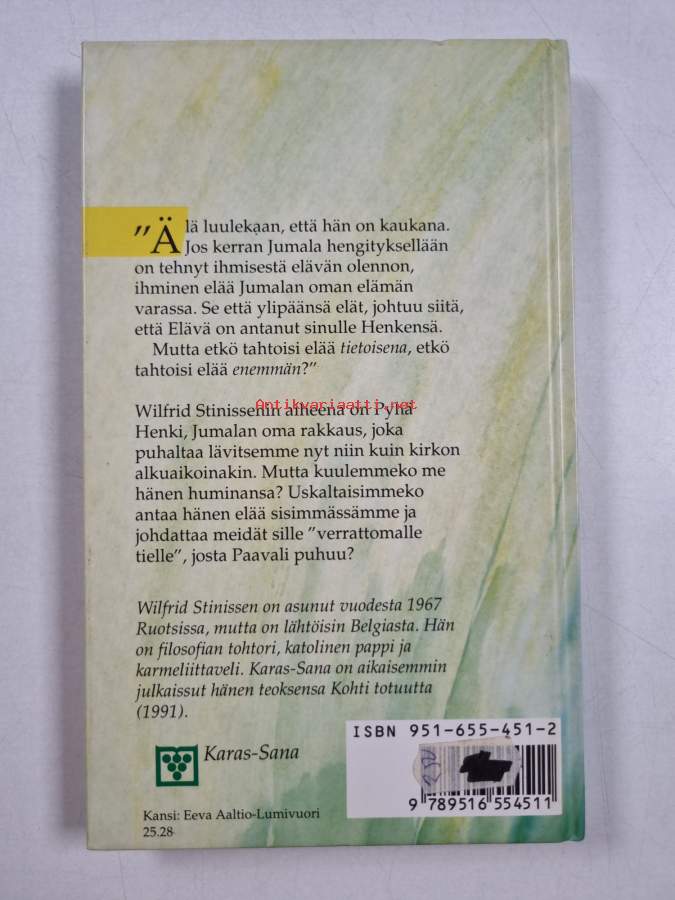 "Älä luulekaan, että hän on kaukana.
Jos kerran Jumala hengityksellään
on tehnyt ihmisestä elävän olennon,
ihminen elää Jumalan oman elämän
varassa. Se että ylipäänsä elät, johtuu siitä,
että Elävä on antanut sinulle Henkensä.
Mutta etkö tahtoisi elää tietoisena, etkö
tahtoisi elää enemmän?"
Antikvariaatti.net
Wilfrid Stinissenin aiheena on Pyhä
Henki, Jumalan oma rakkaus, joka
puhaltaa lävitsemme nyt niin kuin kirkon
alkuaikoinakin. Mutta kuulemmeko me
hänen huminansa? Uskaltaisimmeko
antaa hänen elää sisimmässämme ja
johdattaa meidät sille "verrattomalle
tielle", josta Paavali puhuu?
Wilfrid Stinissen on asunut vuodesta 1967
Ruotsissa, mutta on lähtöisin Belgiasta. Hän
on filosofian tohtori, katolinen pappi ja
karmeliittaveli. Karas-Sana on aikaisemmin
julkaissut hänen teoksensa Kohti totuutta
(1991).
ISBN 951-655-451-2
Karas-Sana
9 789516 554511
Kansi: Eeva Aaltio-Lumivuori
25.28